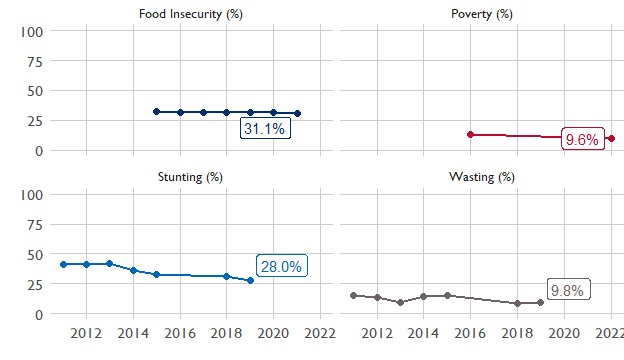 Food Insecurity (%)
Poverty (%)
100
75
50
25
0
31.1%
9.6%
Stunting (%)
Wasting (%)
100
75
50
25
0
28.0%
9.8%
2012 2014 2016 2018 2020 2022
2012 2014 2016 2018 2020 2022